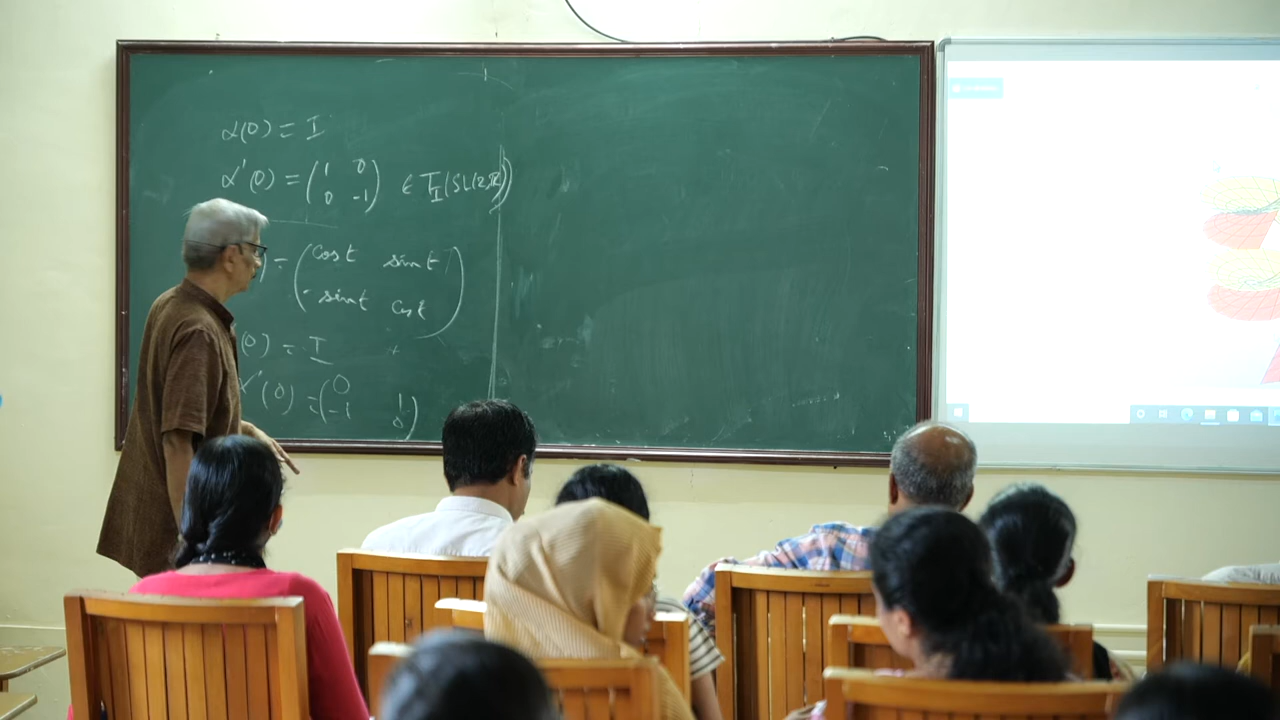 α(0) = I
α'(0) = (1 0
0 -1) ∈ T_I(SL(2,R))
) = (cos t sin t
- sin t cos t)
(0) = I
α'(0) = (0 1
-1 0)